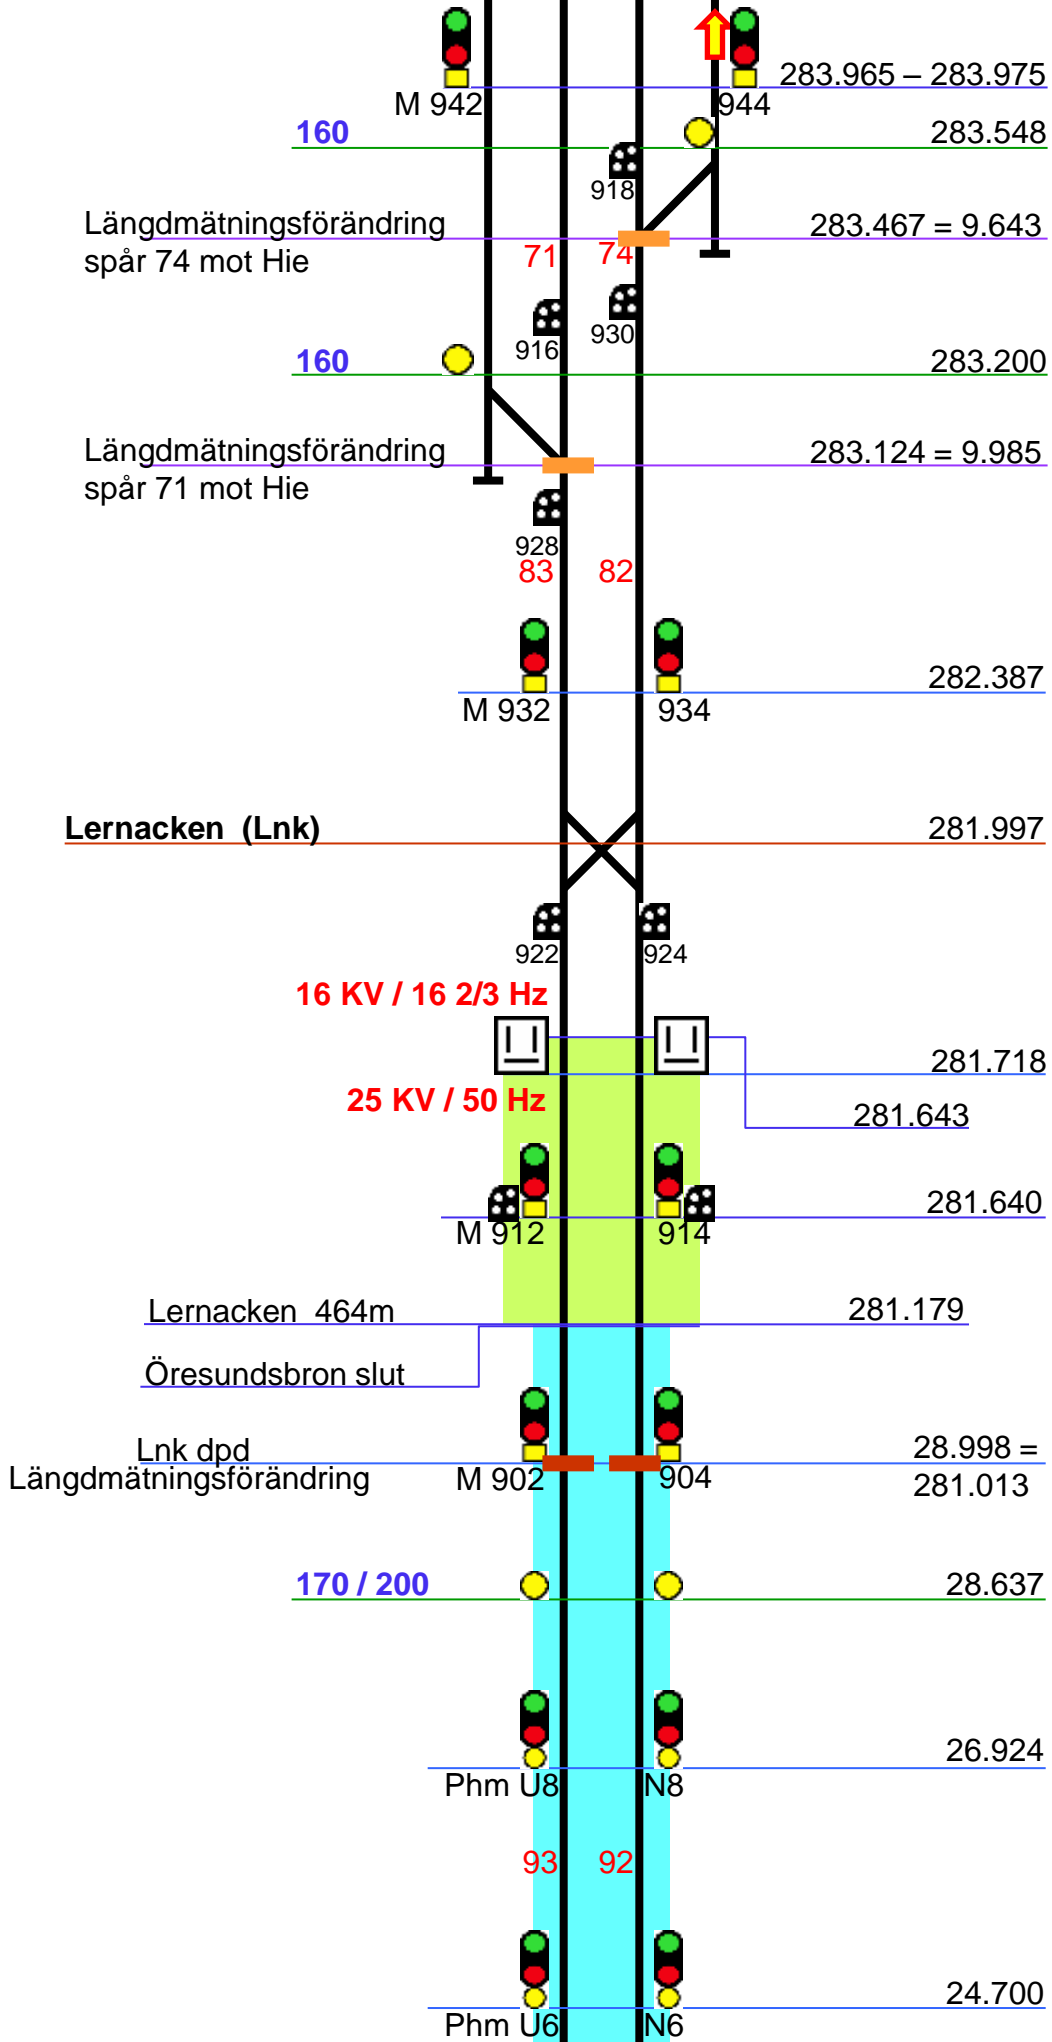 283.965 – 283.975
M 942
944
160
283.548
918
Längdmätningsförändring
283.467 = 9.643
spår 74 mot Hie
71
74
930
916
160
283.200
Längdmätningsförändring
283.124 = 9.985
spår 71 mot Hie
928
83
82
282.387
M 932
934
Lernacken (Lnk)
281.997
922
924
16 KV / 16 2/3 Hz
281.718
25 KV / 50 Hz
281.643
281.640
M 912
914
Lernacken 464m
281.179
Öresundsbron slut
Lnk dpd
28.998 =
Längdmätningsförändring
M 902
904
281.013
170 / 200
28.637
26.924
Phm U8
N8
93
92
24.700
Phm U6
N6